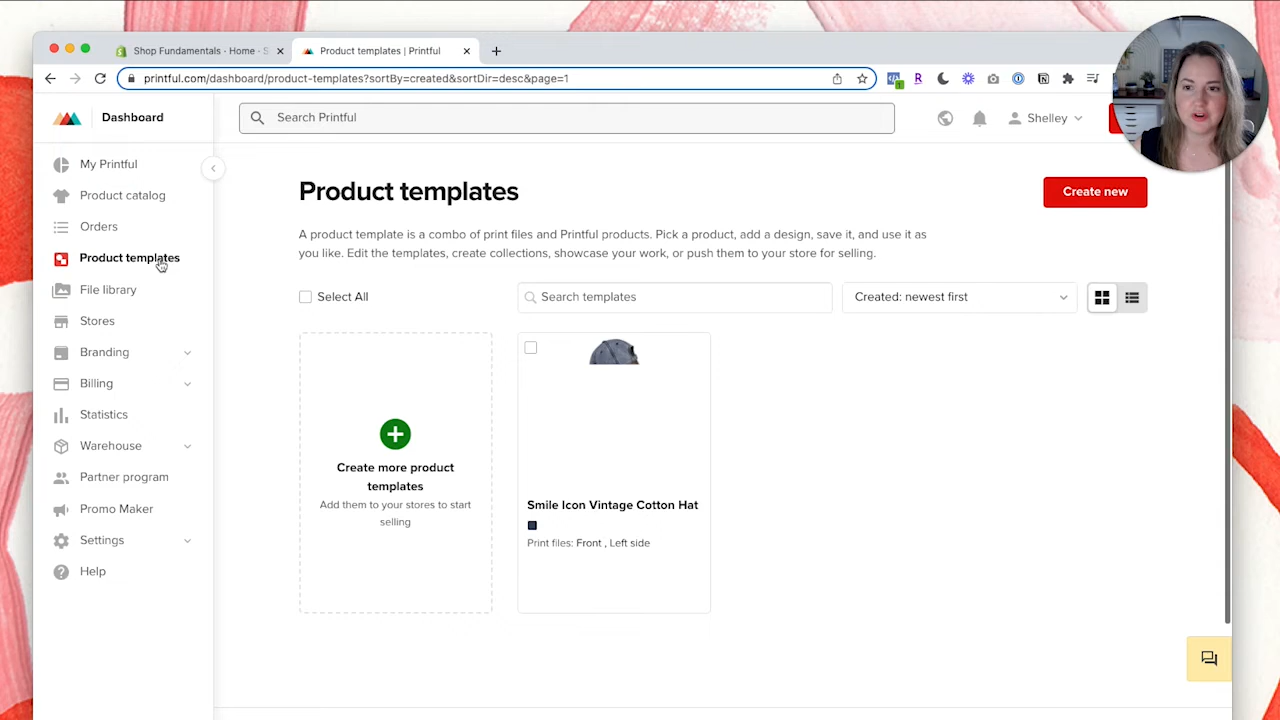 Shop Fundamentals · Home · S
Product templates | Printful
printful.com/dashboard/product-templates?sortBy=created&sortDir=desc&page=1
1
R
Dashboard
Search Printful
Shelley
My Printful
Product catalog
Orders
Product templates
File library
Stores
Branding
Billing
Statistics
Warehouse
Partner program
Promo Maker
Settings
Help
Product templates
Create new
A product template is a combo of print files and Printful products. Pick a product, add a design, save it, and use it as
you like. Edit the templates, create collections, showcase your work, or push them to your store for selling.
Select All
Search templates
Created: newest first
Create more product
templates
Add them to your stores to start
selling
Smile Icon Vintage Cotton Hat
Print files: Front , Left side